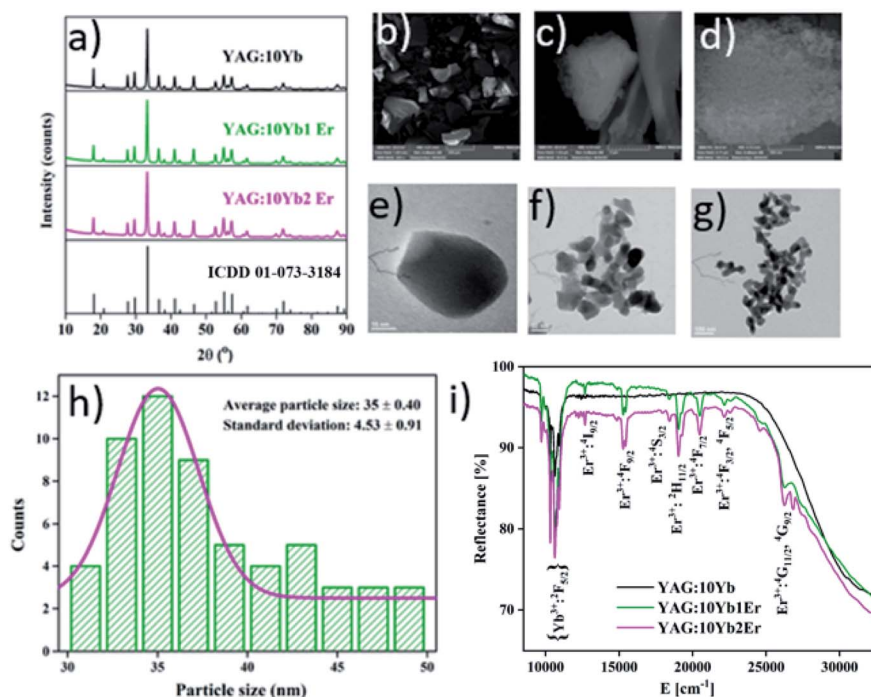 a)
YAG:10Yb
YAG:10Yb1 Er
YAG:10Yb2 Er
ICDD 01-073-3184
Intensity (counts)
10 20 30 40 50 60 70 80 90
2θ (°)
b)
c)
d)
e)
f)
g)
h)
Average particle size: 35 ± 0.40
Standard deviation: 4.53 ± 0.91
Counts
12
10
8
6
4
2
0
30 35 40 45 50
Particle size (nm)
i)
Reflectance [%]
100
90
80
70
{Yb³⁺:²F₅/₂}
Er³⁺:⁴I₉/₂
Er³⁺:⁴F₉/₂
Er³⁺:⁴S₃/₂
Er³⁺: ²H₁₁/₂
Er³⁺:⁴F₇/₂
Er³⁺:⁴F₃/₂, ⁴F₅/₂
Er³⁺:⁴G₁₁/₂, ⁴G₉/₂
YAG:10Yb
YAG:10Yb1Er
YAG:10Yb2Er
10000 15000 20000 25000 30000
E [cm⁻¹]